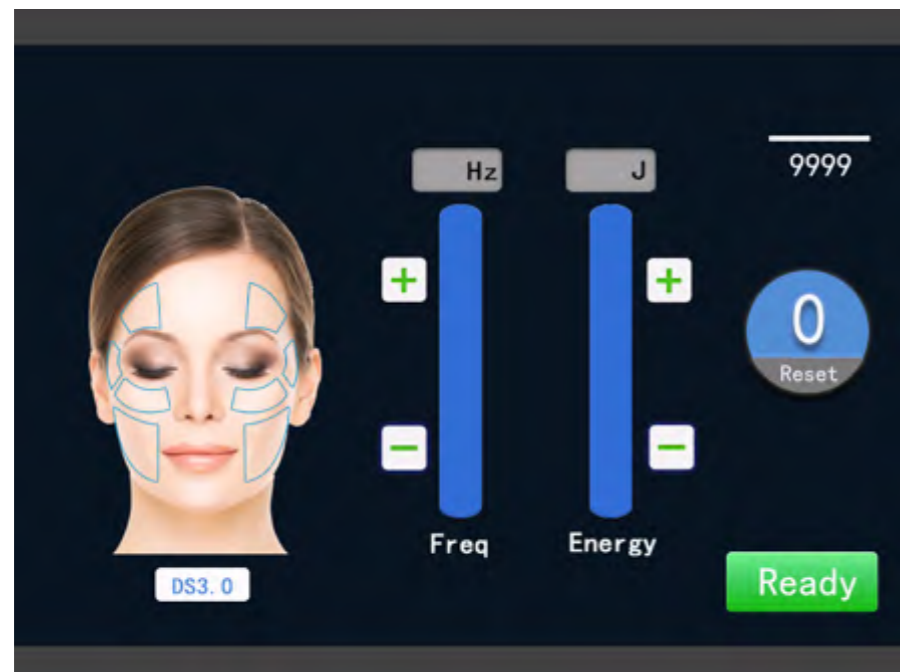 Hz
J
9999
+
+
0
Reset
-
-
Freq
Energy
DS3. 0
Ready